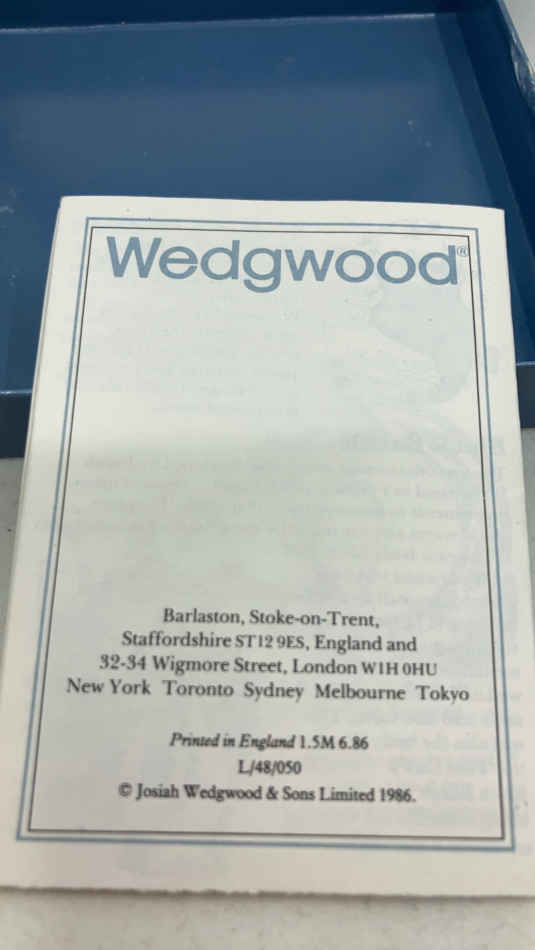 Wedgwood®
Barlaston, Stoke-on-Trent,
Staffordshire ST12 9ES, England and
32-34 Wigmore Street, London W1H 0HU
New York Toronto Sydney Melbourne Tokyo
Printed in England 1.5M 6.86
L/48/050
© Josiah Wedgwood & Sons Limited 1986.